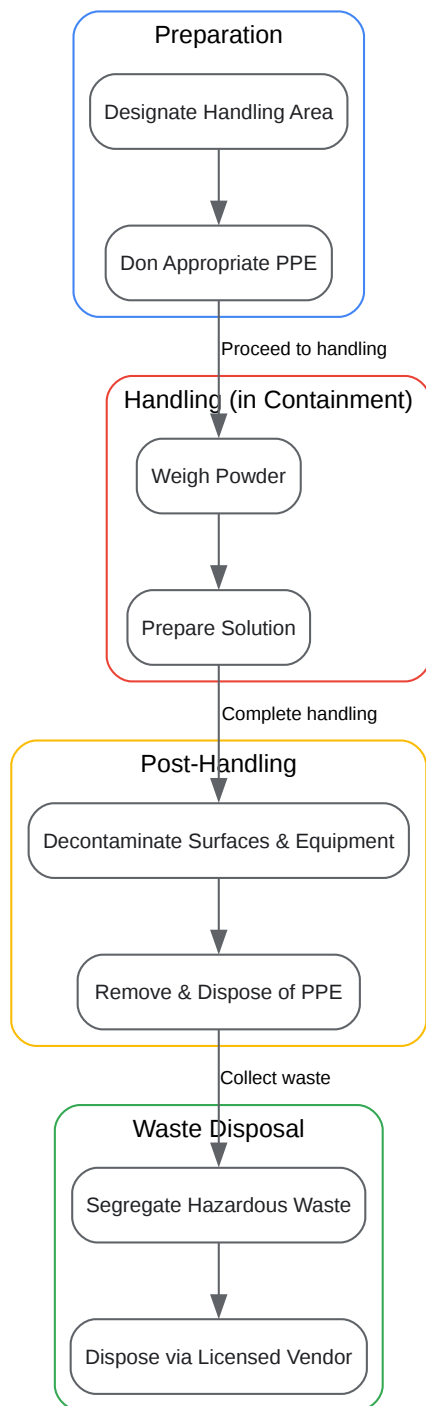 Preparation
Designate Handling Area
Don Appropriate PPE
Proceed to handling
Handling (in Containment)
Weigh Powder
Prepare Solution
Complete handling
Post-Handling
Decontaminate Surfaces & Equipment
Remove & Dispose of PPE
Collect waste
Waste Disposal
Segregate Hazardous Waste
Dispose via Licensed Vendor